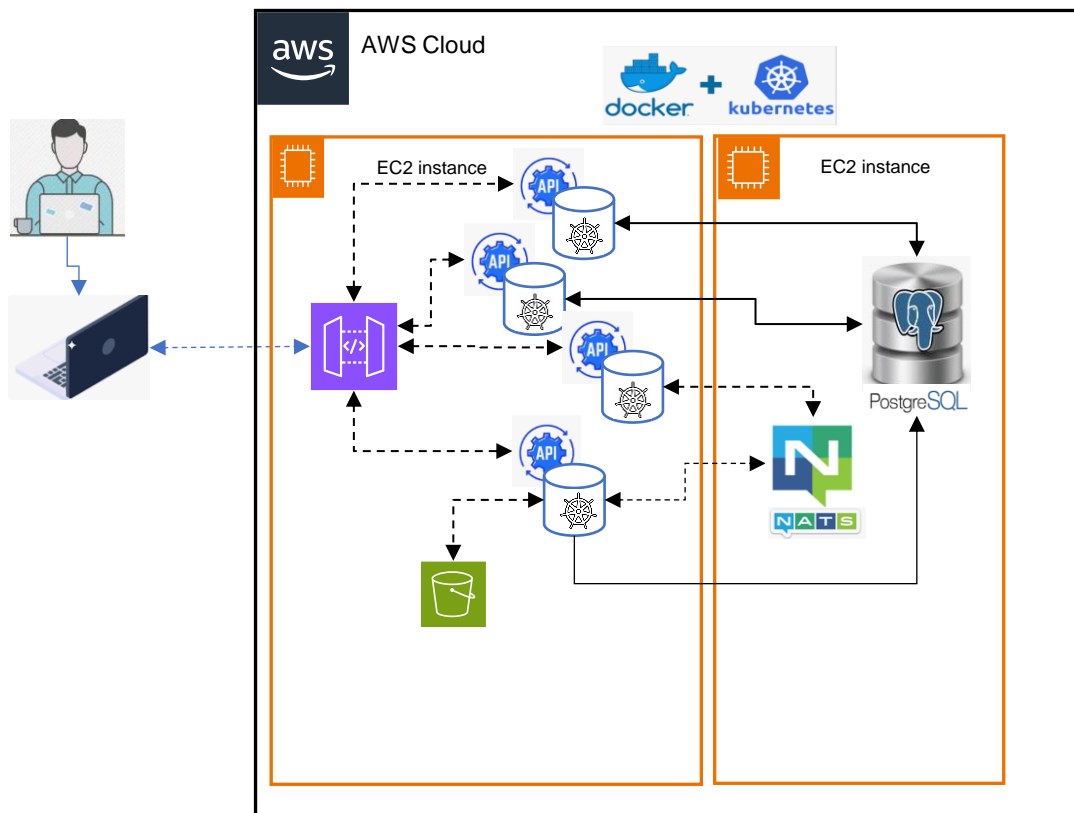 aws
AWS Cloud
docker
+
kubernetes
EC2 instance
EC2 instance
API
API
</>
API
PostgreSQL
API
N
NATS